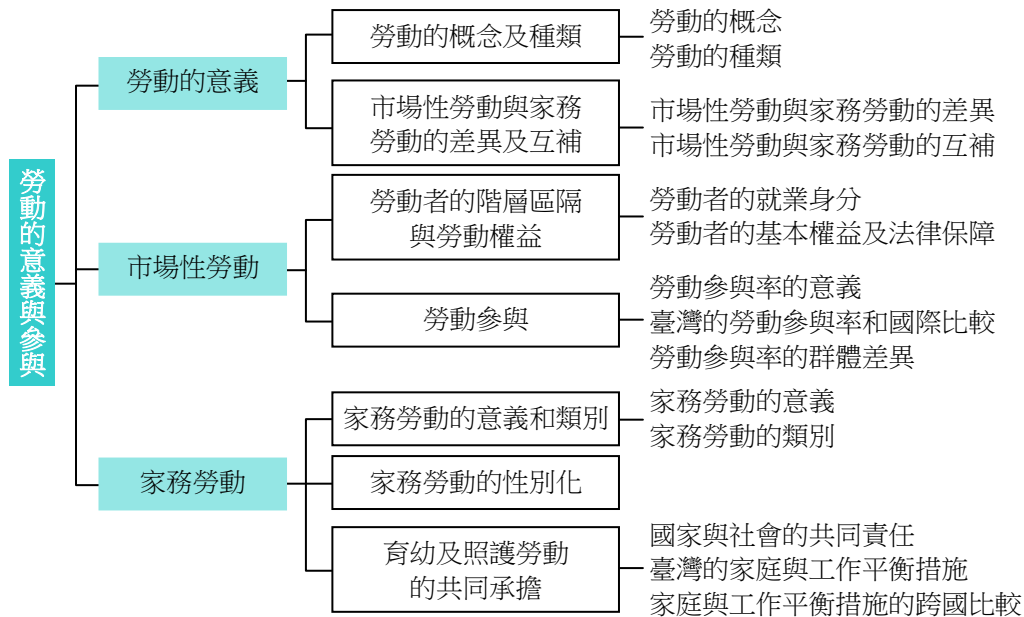 勞動的意義與參與
勞動的意義
勞動的概念及種類
勞動的概念
勞動的種類
市場性勞動與家務
勞動的差異及互補
市場性勞動與家務勞動的差異
市場性勞動與家務勞動的互補
市場性勞動
勞動者的階層區隔
與勞動權益
勞動者的就業身分
勞動者的基本權益及法律保障
勞動參與
勞動參與率的意義
臺灣的勞動參與率和國際比較
勞動參與率的群體差異
家務勞動
家務勞動的意義和類別
家務勞動的意義
家務勞動的類別
家務勞動的性別化
育幼及照護勞動
的共同承擔
國家與社會的共同責任
臺灣的家庭與工作平衡措施
家庭與工作平衡措施的跨國比較